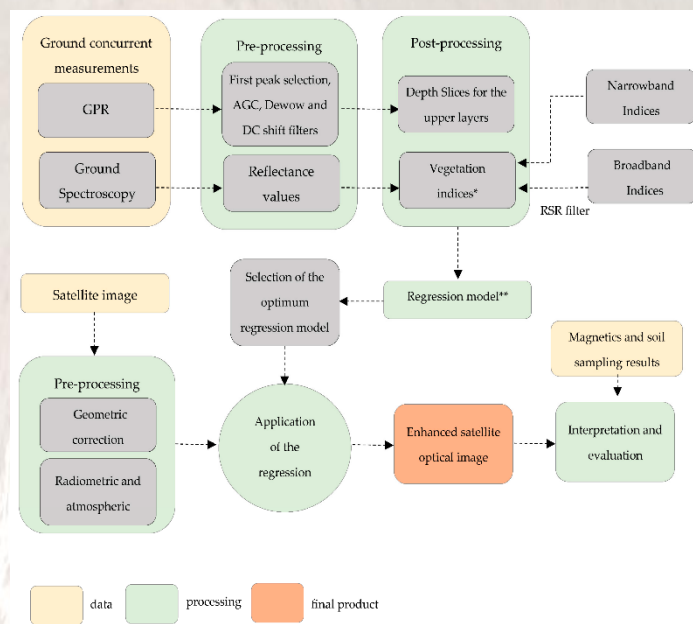 Ground concurrent
measurements
GPR
Ground
Spectroscopy
Pre-processing
First peak selection,
AGC, Dewow and
DC shift filters
Reflectance
values
Post-processing
Depth Slices for the
upper layers
Vegetation
indices*
Narrowband
Indices
Broadband
Indices
RSR filter
Satellite image
Selection of the
optimum
regression model
Regression model**
Magnetics and soil
sampling results
Pre-processing
Geometric
correction
Radiometric and
atmospheric
Application
of the
regression
Enhanced satellite
optical image
Interpretation and
evaluation
data
processing
final product